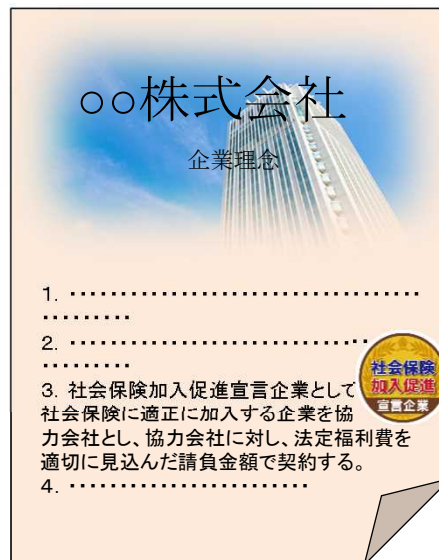 ○○株式会社
企業理念
1. ・・・・・・・・・・・・・・・・・・・・・・・・・・・・・・・・・・・
・・・・・・・・・
2. ・・・・・・・・・・・・・・・・・・・・・・・・・・・・・・
・・・・・・・・・
3. 社会保険加入促進宣言企業として
社会保険に適正に加入する企業を協
力会社とし、協力会社に対し、法定福利費を
適切に見込んだ請負金額で契約する。
4. ・・・・・・・・・・・・・・・・・・・・・・・・
社会保険
加入促進
宣言企業